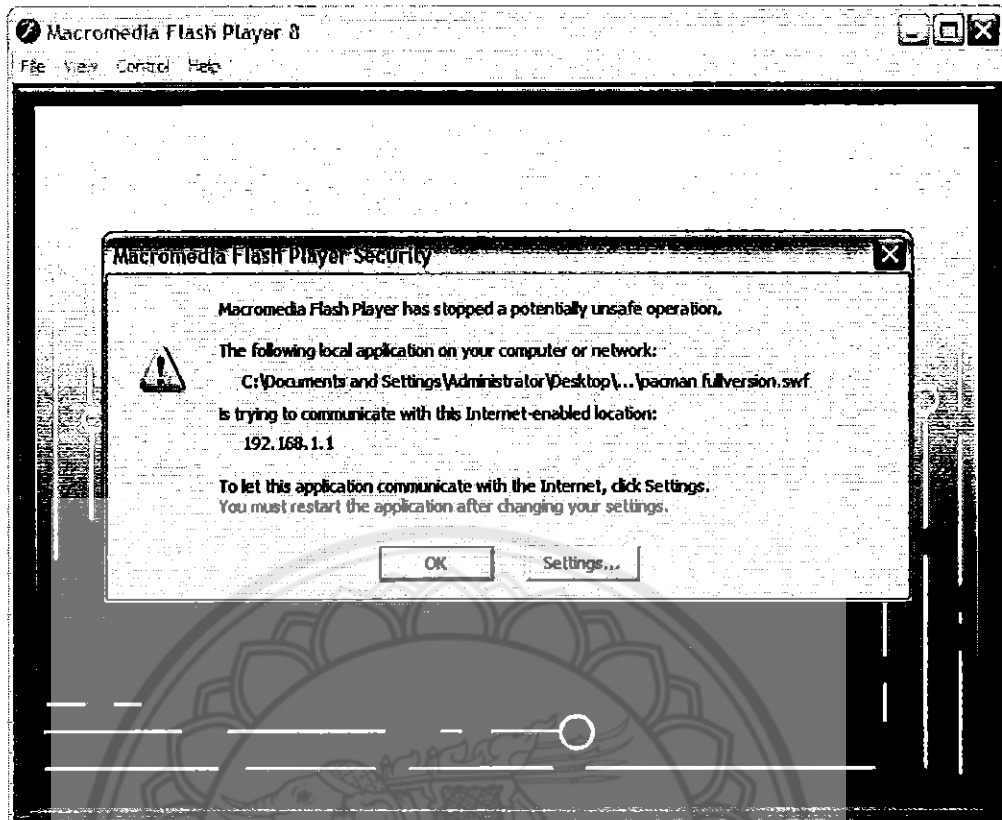 Macromedia Flash Player 8
File View Control Help
Macromedia Flash Player Security
Macromedia Flash Player has stopped a potentially unsafe operation.
The following local application on your computer or network:
C:\Documents and Settings\Administrator\Desktop\...\pacman fullversion.swf
Is trying to communicate with this Internet-enabled location:
192.168.1.1
To let this application communicate with the Internet, click Settings.
You must restart the application after changing your settings.
OK Settings...